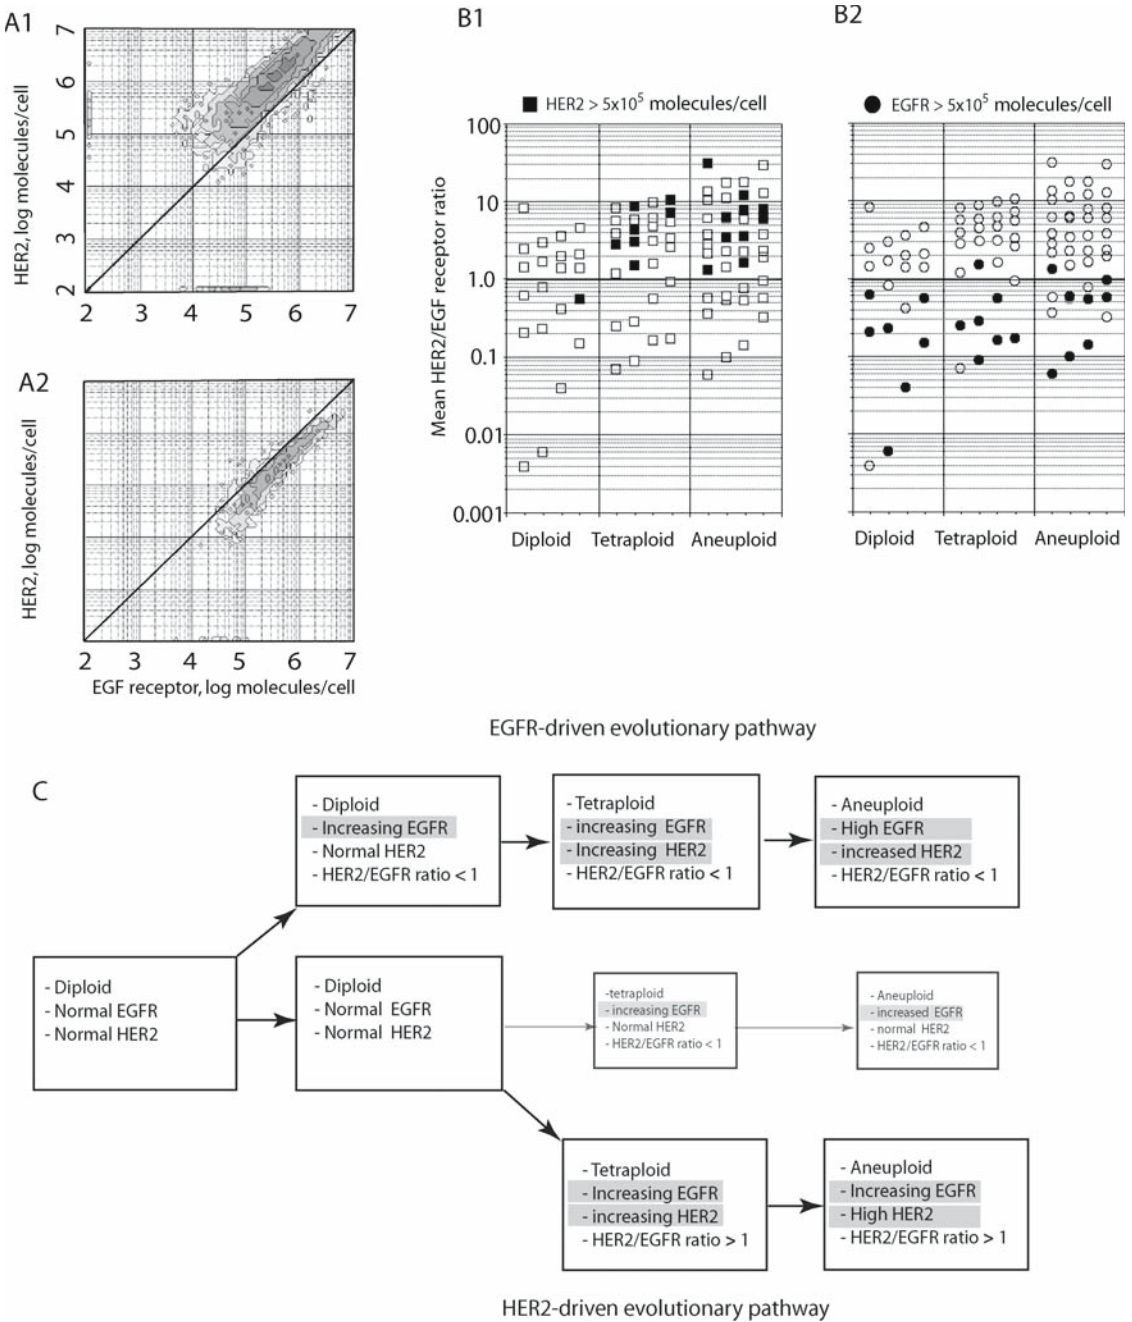 A1
7
6
5
4
3
2
HER2, log molecules/cell
2 3 4 5 6 7
A2
HER2, log molecules/cell
2 3 4 5 6 7
EGF receptor, log molecules/cell
B1
HER2 > 5x10⁵ molecules/cell
Mean HER2/EGF receptor ratio
100
10
1.0
0.1
0.01
0.001
Diploid Tetraploid Aneuploid
B2
EGFR > 5x10⁵ molecules/cell
Diploid Tetraploid Aneuploid
EGFR-driven evolutionary pathway
C
- Diploid
- Increasing EGFR
- Normal HER2
- HER2/EGFR ratio < 1
- Tetraploid
- increasing EGFR
- Increasing HER2
- HER2/EGFR ratio < 1
- Aneuploid
- High EGFR
- increased HER2
- HER2/EGFR ratio < 1
- Diploid
- Normal EGFR
- Normal HER2
- Diploid
- Normal EGFR
- Normal HER2
-tetraploid
- increasing EGFR
- Normal HER2
- HER2/EGFR ratio < 1
- Aneuploid
- increased EGFR
- normal HER2
- HER2/EGFR ratio < 1
- Tetraploid
- Increasing EGFR
- increasing HER2
- HER2/EGFR ratio > 1
- Aneuploid
- Increasing EGFR
- High HER2
- HER2/EGFR ratio > 1
HER2-driven evolutionary pathway